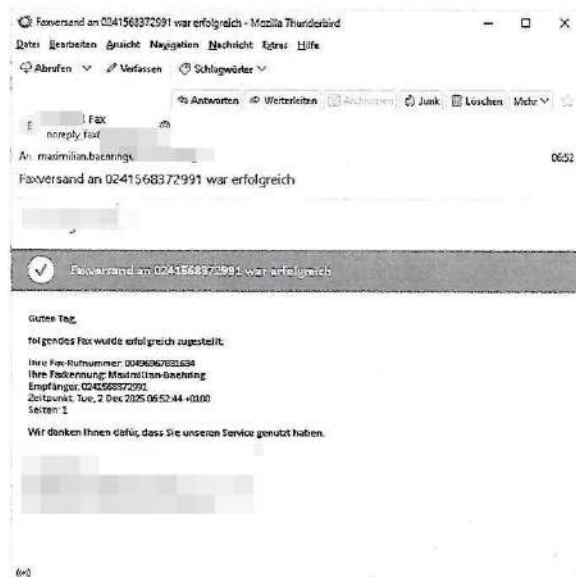 Faxversand an 0241568372991 war erfolgreich - Mozilla Thunderbird
Datei Bearbeiten Ansicht Navigation Nachricht Extras Hilfe
Abrufen Verfassen Schlagwörter
Antworten Weiterleiten Archivieren Junk Löschen Mehr
Fax
noreply.fax
An maximilian.baehring
06:52
Faxversand an 0241568372991 war erfolgreich
Faxversand an 0241568372991 war erfolgreich
Guten Tag,
folgendes Fax wurde erfolgreich zugestellt:
Ihre Fax-Rufnummer: 00496967831634
Ihre Faxkennung: Maximilian-Baehring
Empfänger: 0241568372991
Zeitpunkt: Tue, 2 Dec 2025 06:52:44 +0100
Seiten: 1
Wir danken Ihnen dafür, dass Sie unseren Service genutzt haben.